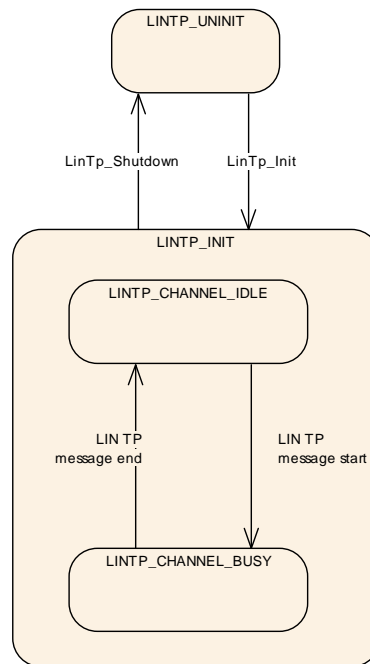 LINTP_UNINIT
LinTp_Shutdown
LinTp_Init
LINTP_INIT
LINTP_CHANNEL_IDLE
LIN TP
message end
LIN TP
message start
LINTP_CHANNEL_BUSY